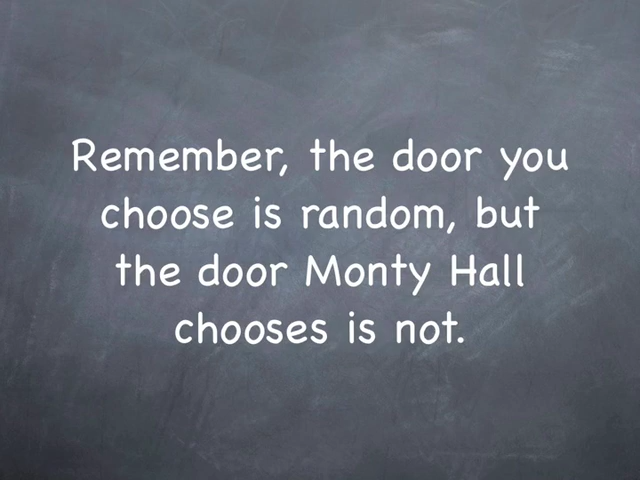 Remember, the door you
choose is random, but
the door Monty Hall
chooses is not.